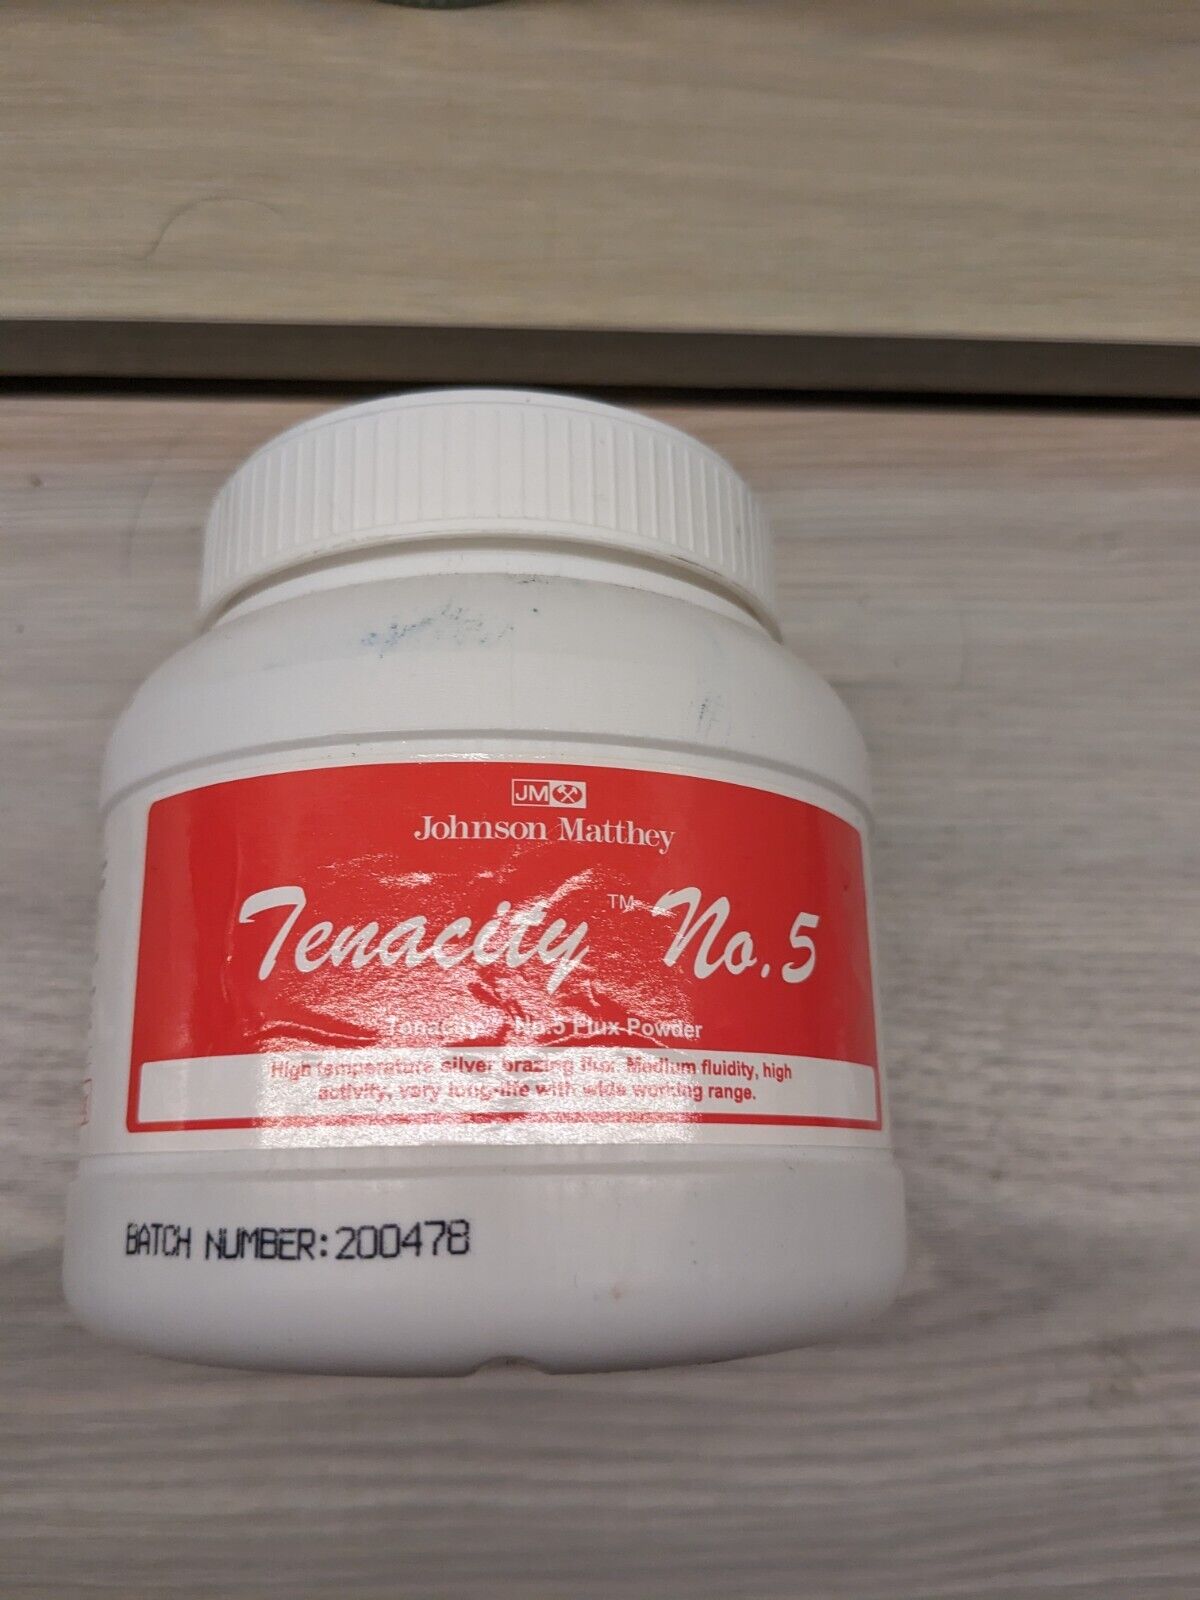 JM
Johnson Matthey
Tenacity™ No.5
Tenacity™ No.5 Flux Powder
High temperature silver brazing flux. Medium fluidity, high
activity, very long-life with wide working range.
BATCH NUMBER:200478